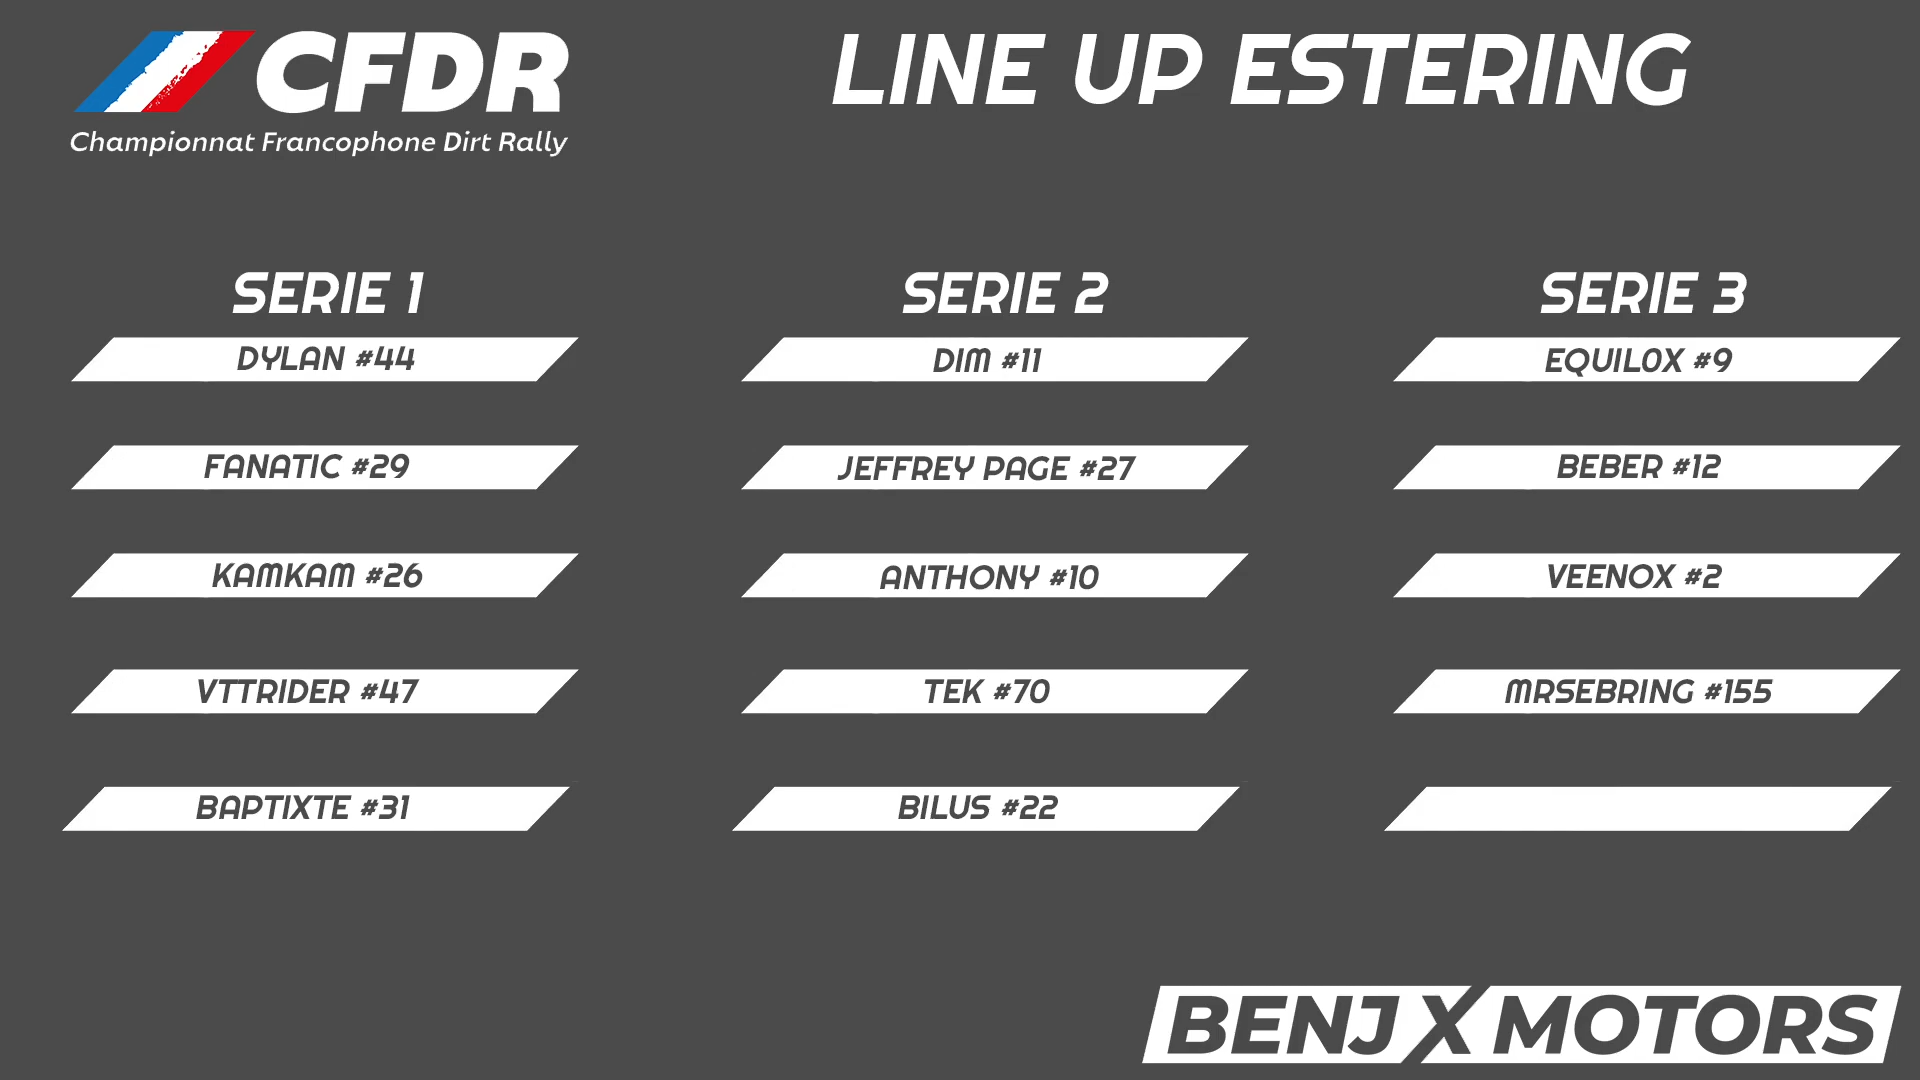 CFDR
Championnat Francophone Dirt Rally
LINE UP ESTERING
SERIE 1
DYLAN #44
FANATIC #29
KAMKAM #26
VTTRIDER #47
BAPTIXTE #31
SERIE 2
DIM #11
JEFFREY PAGE #27
ANTHONY #10
TEK #70
BILUS #22
SERIE 3
EQUIL0X #9
BEBER #12
VEENOX #2
MRSEBRING #155
BENJ X MOTORS